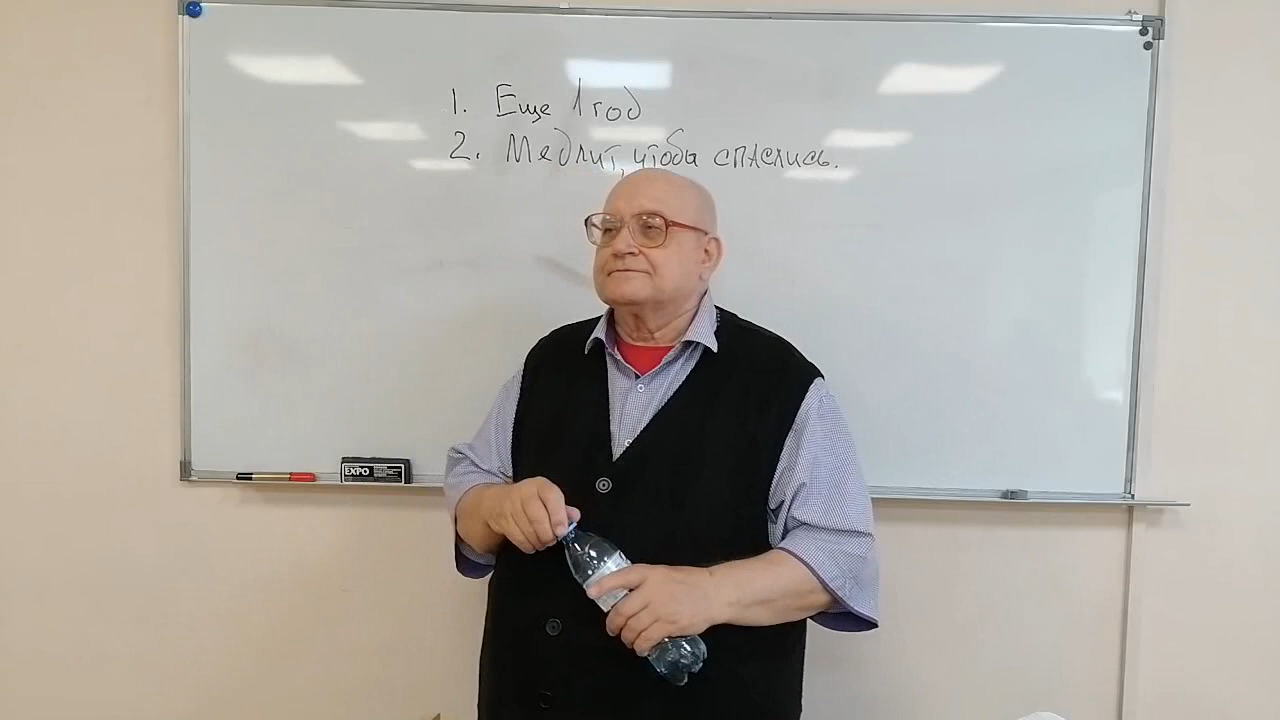 1. Еще 1 год
2. Медлит, чтобы спаслись.
EXPO